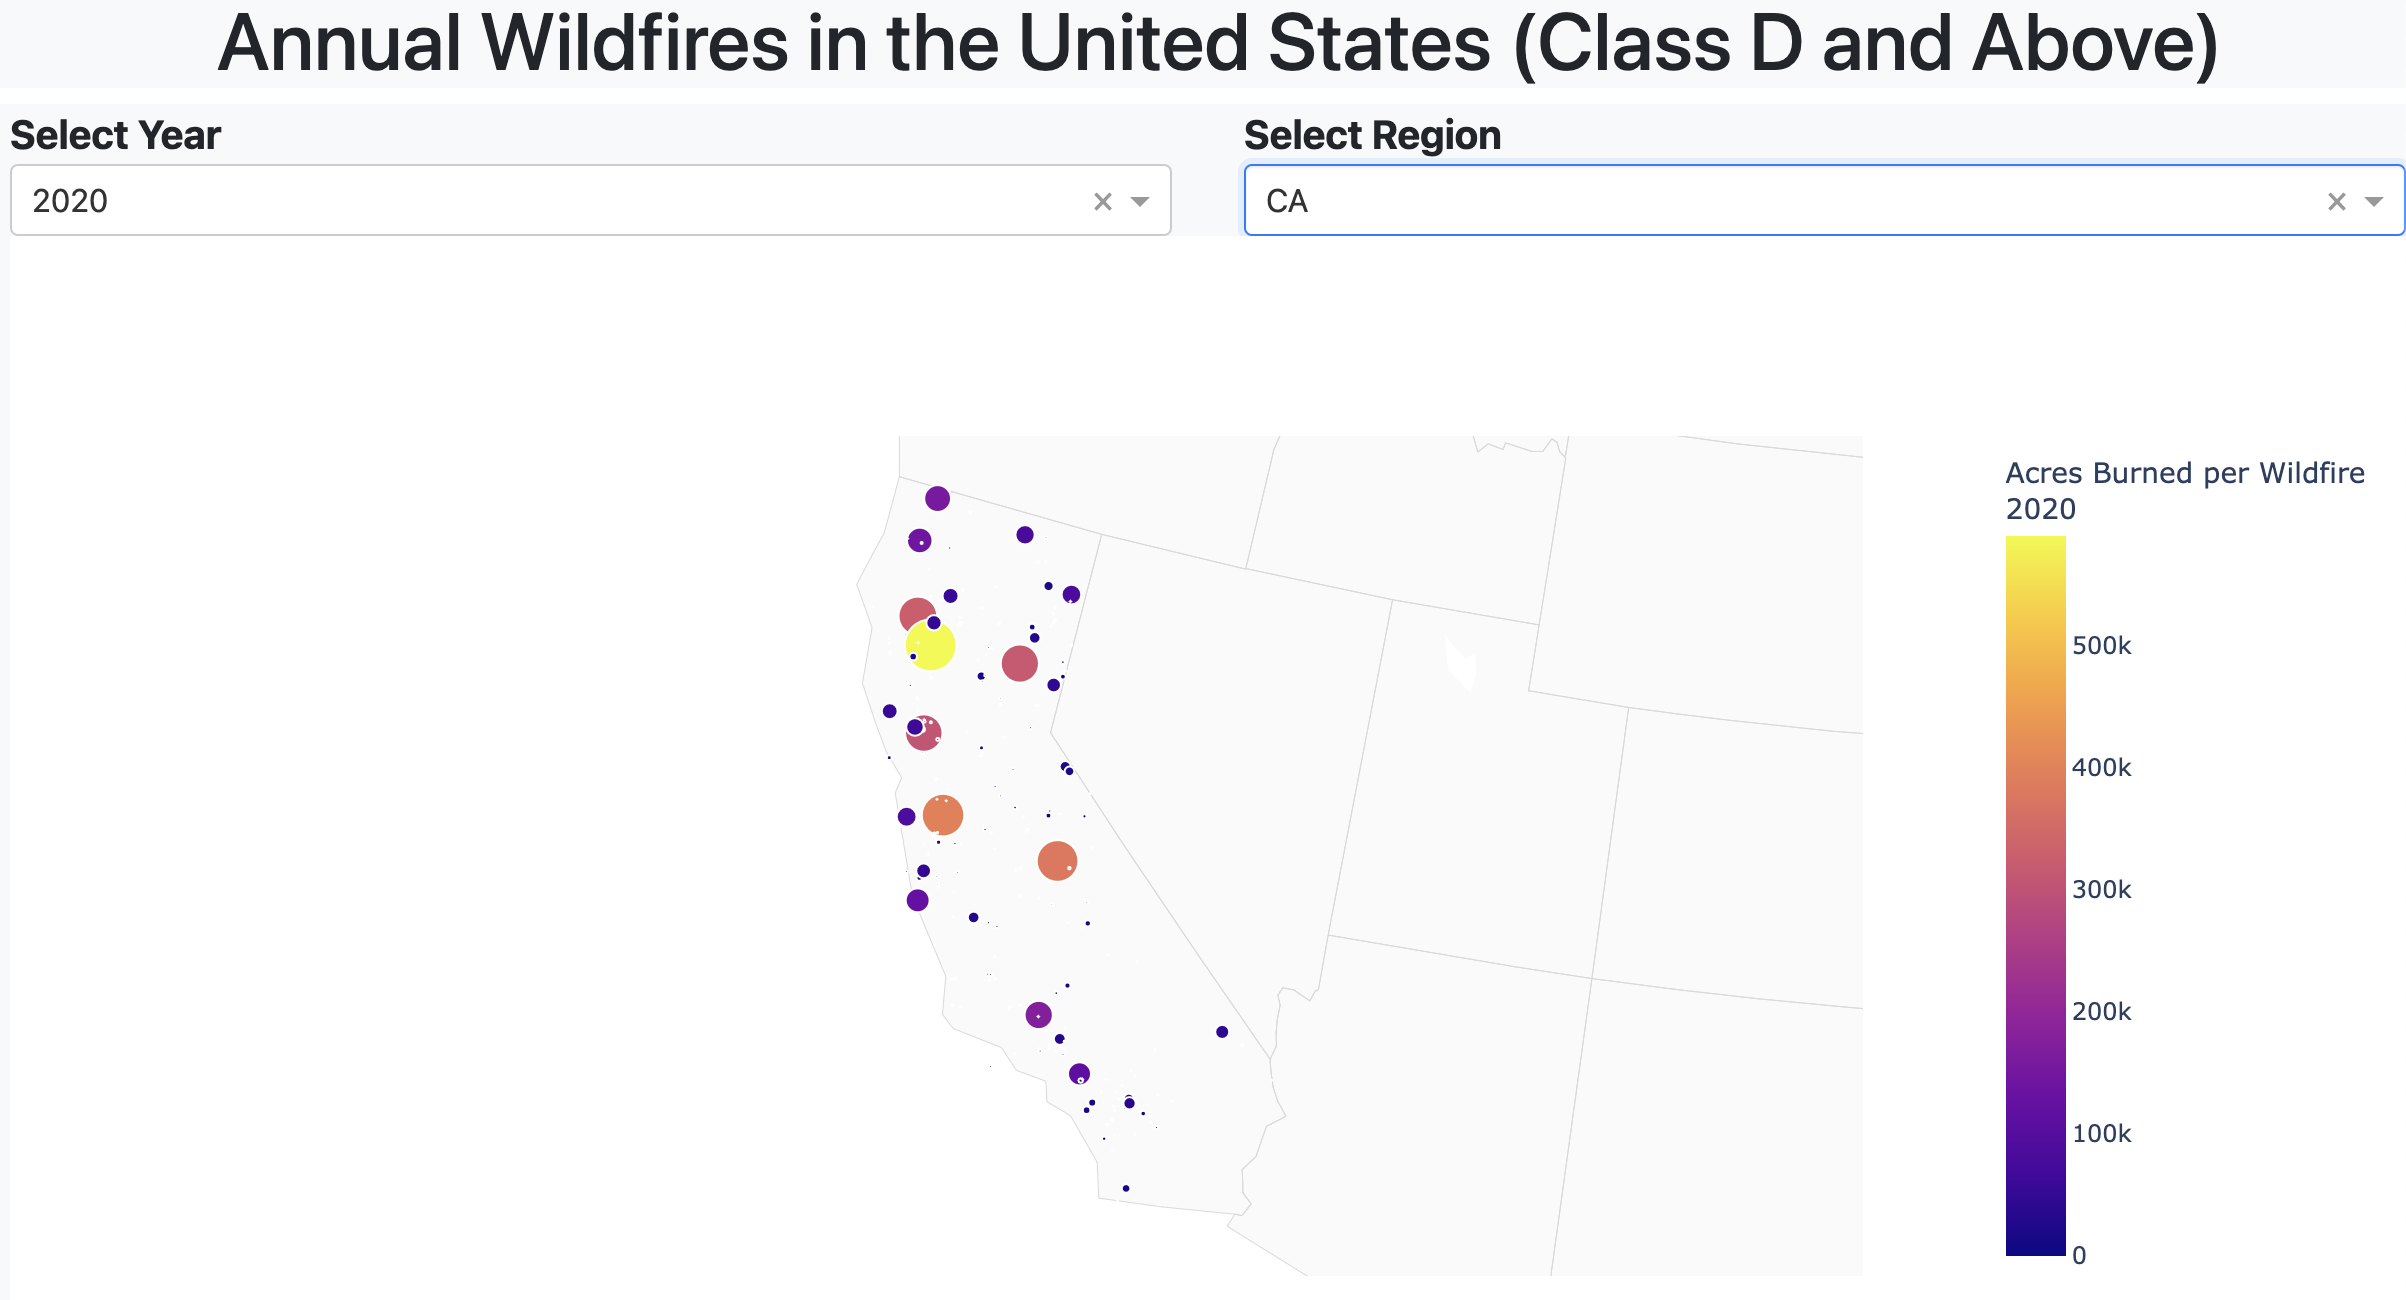 Annual Wildfires in the United States (Class D and Above)
Select Year
Select Region
2020
CA
Acres Burned per Wildfire
2020
500k
400k
300k
200k
100k
0